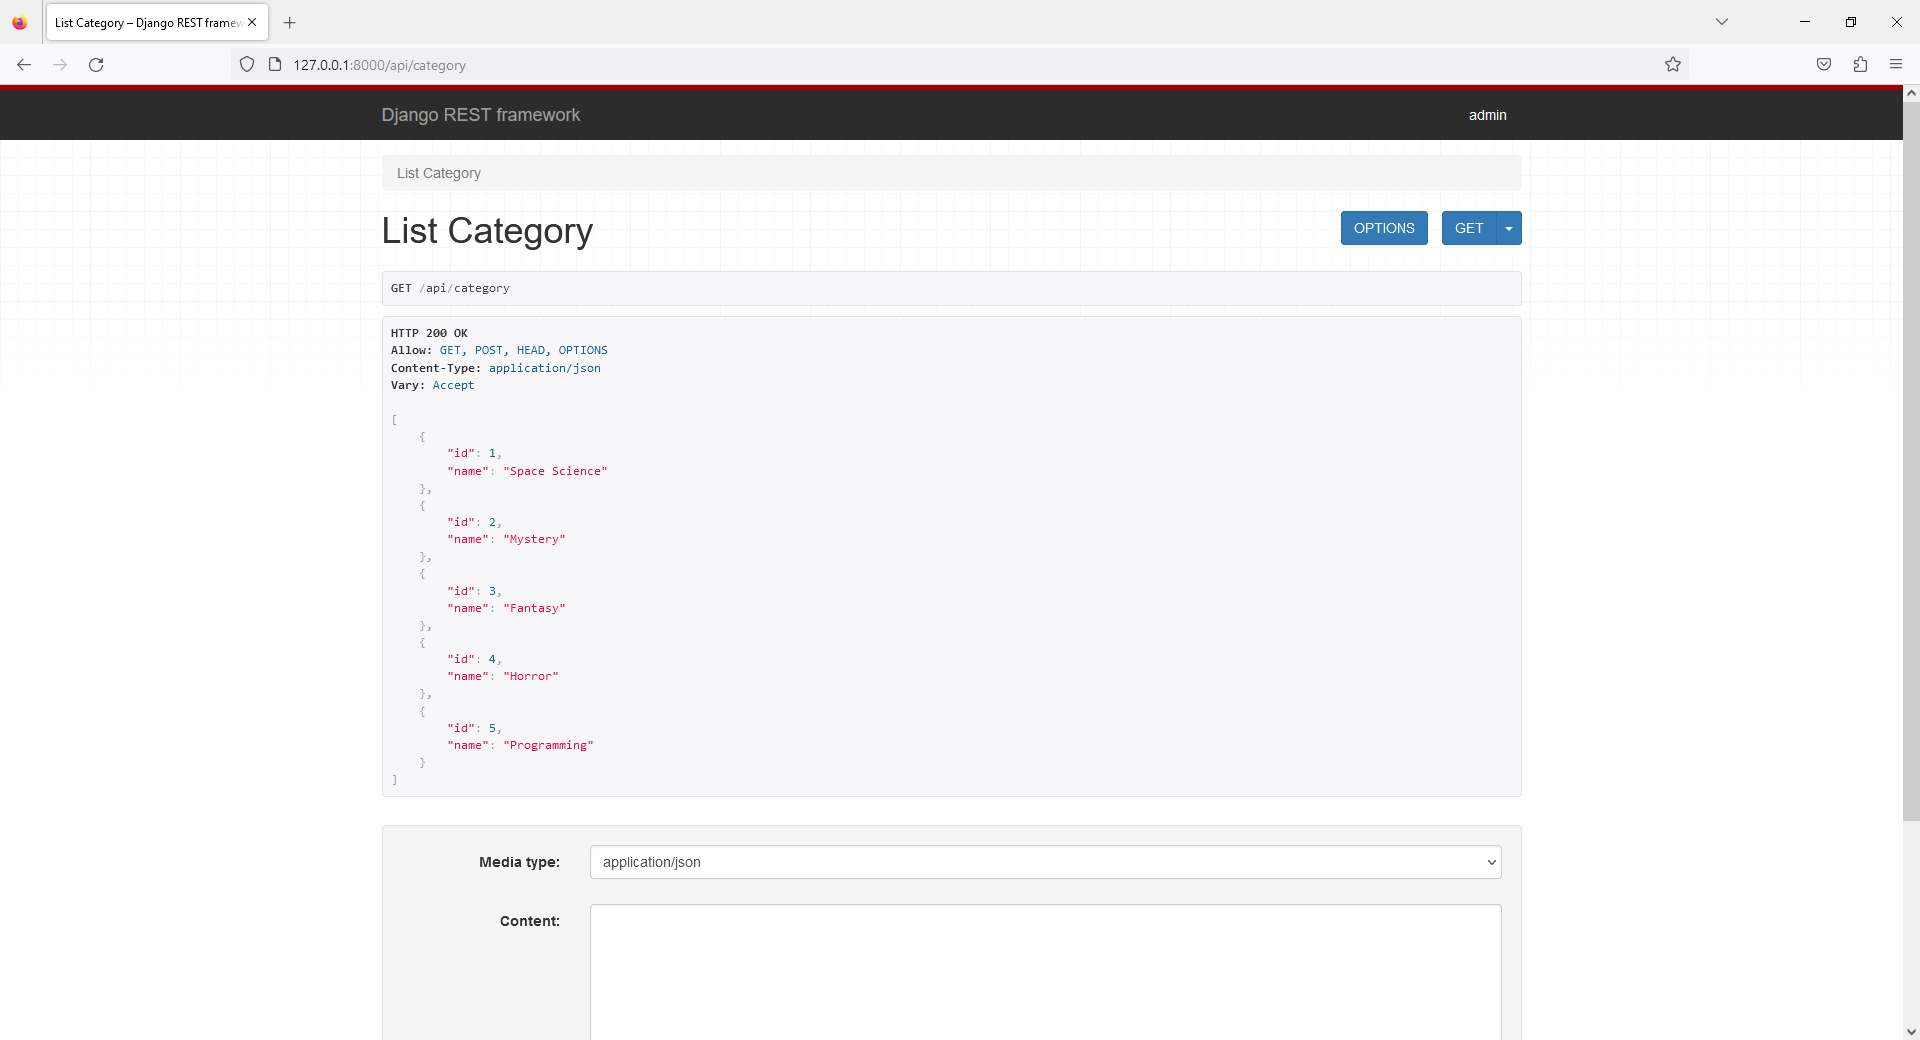 List Category – Django REST framew
127.0.0.1:8000/api/category
Django REST framework
admin
List Category
List Category
OPTIONS
GET
GET /api/category
HTTP 200 OK
Allow: GET, POST, HEAD, OPTIONS
Content-Type: application/json
Vary: Accept
[
    {
        "id": 1,
        "name": "Space Science"
    },
    {
        "id": 2,
        "name": "Mystery"
    },
    {
        "id": 3,
        "name": "Fantasy"
    },
    {
        "id": 4,
        "name": "Horror"
    },
    {
        "id": 5,
        "name": "Programming"
    }
]
Media type:
application/json
Content: